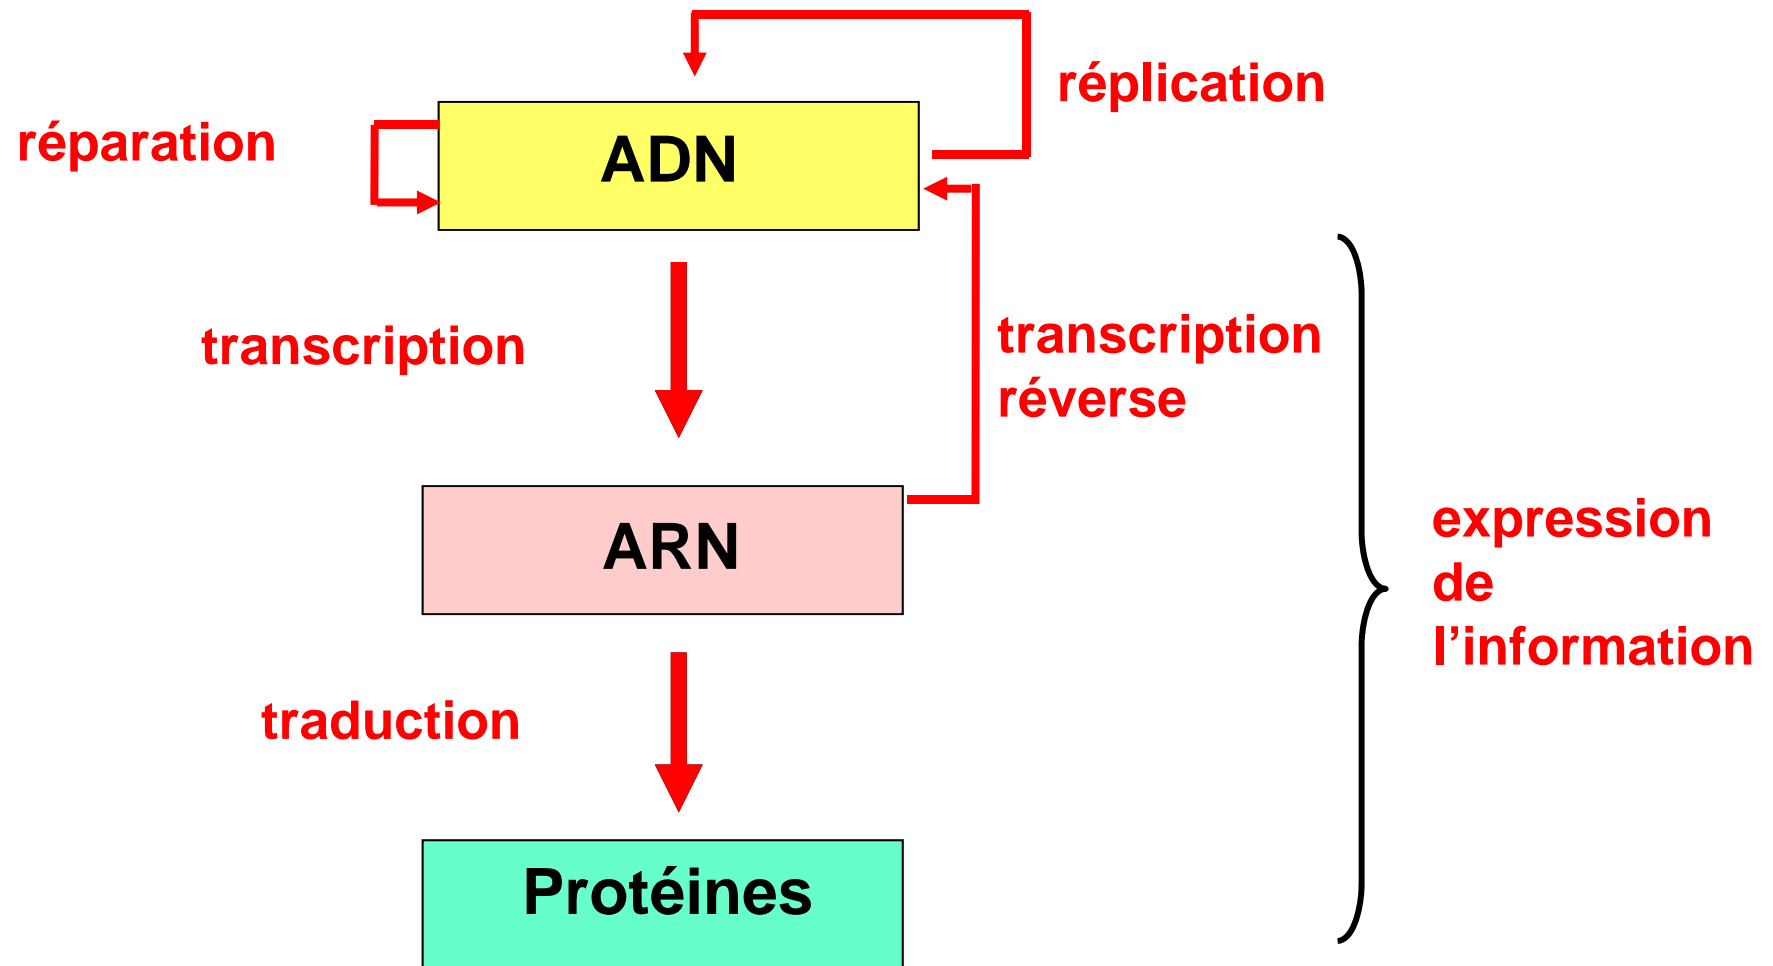 réplication
réparation
ADN
transcription
transcription
réverse
ARN
expression
de
l’information
traduction
Protéines